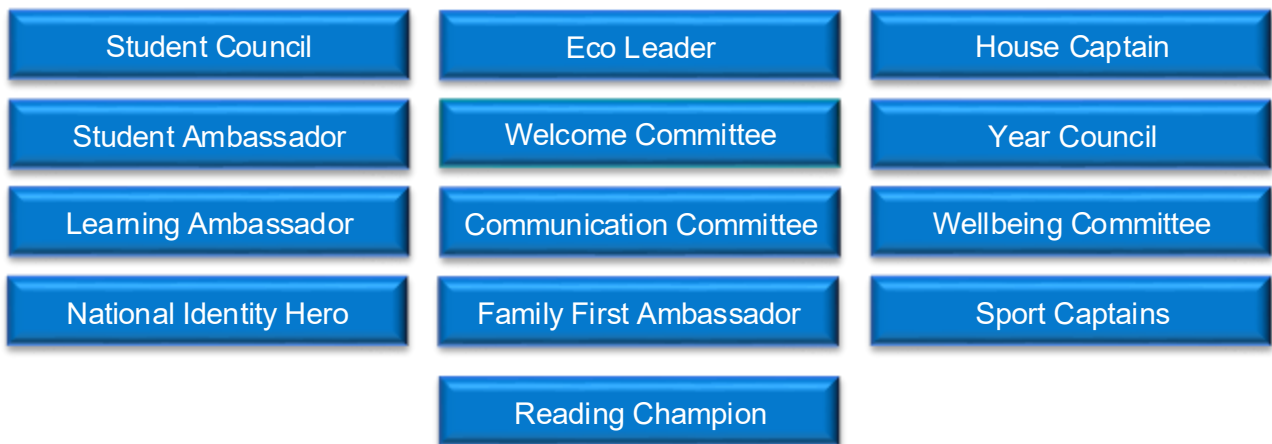 Student Council
Eco Leader
House Captain
Student Ambassador
Welcome Committee
Year Council
Learning Ambassador
Communication Committee
Wellbeing Committee
National Identity Hero
Family First Ambassador
Sport Captains
Reading Champion